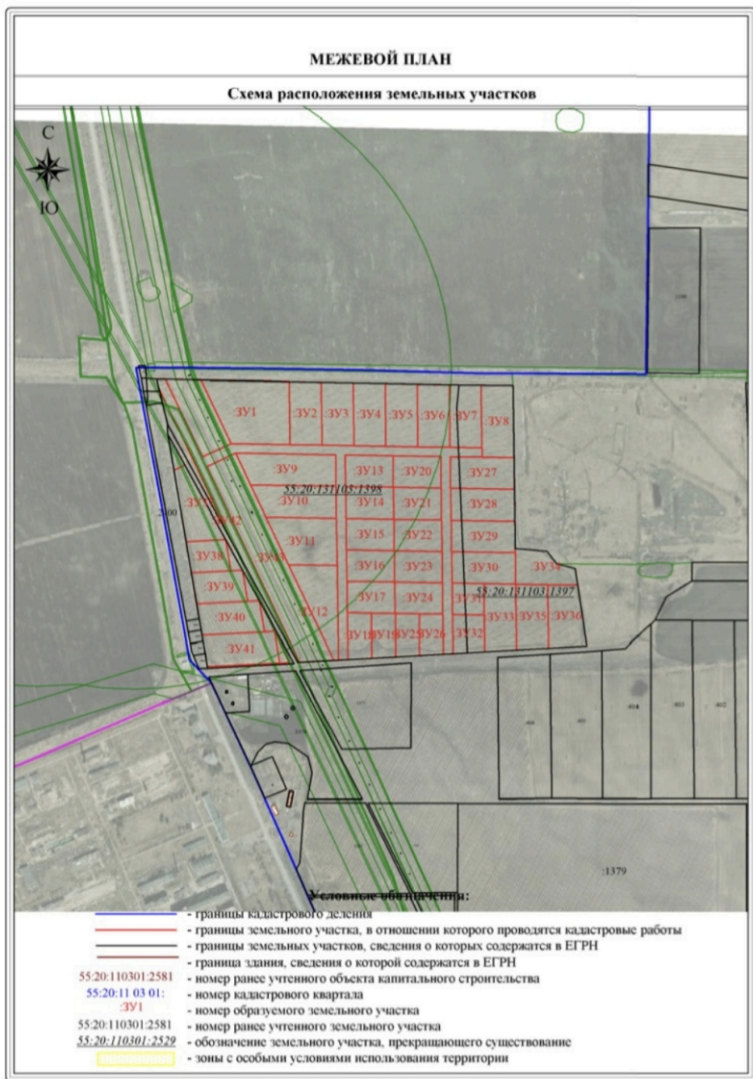 МЕЖЕВОЙ ПЛАН
Схема расположения земельных участков
С
Ю
:ЗУ1 :ЗУ2 :ЗУ3 :ЗУ4 :ЗУ5 :ЗУ6 :ЗУ7 :ЗУ8
:ЗУ9 :ЗУ13 :ЗУ20 :ЗУ27
55:20:131103:1398
:ЗУ10 :ЗУ14 :ЗУ21 :ЗУ28
:ЗУ11 :ЗУ15 :ЗУ22 :ЗУ29
:ЗУ38 :ЗУ16 :ЗУ23 :ЗУ30 :ЗУ34
:ЗУ39 :ЗУ12 :ЗУ17 :ЗУ24 55:20:131103:1397
:ЗУ40 :ЗУ33 :ЗУ35 :ЗУ36
:ЗУ41 :ЗУ18 :ЗУ19 :ЗУ25 :ЗУ26 :ЗУ32
:1379
Условные обозначения:
- границы кадастрового деления
- границы земельного участка, в отношении которого проводятся кадастровые работы
- границы земельных участков, сведения о которых содержатся в ЕГРН
- граница здания, сведения о которой содержатся в ЕГРН
55:20:110301:2581 - номер ранее учтенного объекта капитального строительства
55:20:11 03 01: - номер кадастрового квартала
:ЗУ1 - номер образуемого земельного участка
55:20:110301:2581 - номер ранее учтенного земельного участка
55:20:110301:2529 - обозначение земельного участка, прекращающего существование
- зоны с особыми условиями использования территории